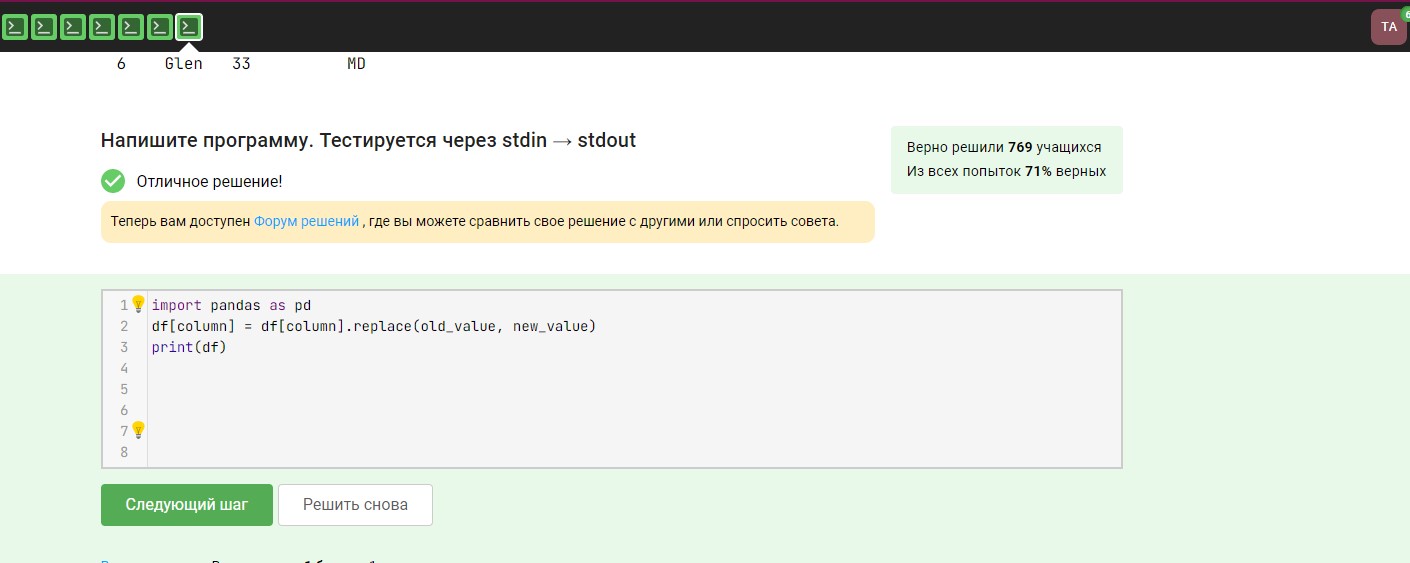 TA
6 Glen 33 MD
Напишите программу. Тестируется через stdin → stdout
Верно решили 769 учащихся
Из всех попыток 71% верных
Отличное решение!
Теперь вам доступен Форум решений , где вы можете сравнить свое решение с другими или спросить совета.
1 import pandas as pd
2 df[column] = df[column].replace(old_value, new_value)
3 print(df)
4
5
6
7
8
Следующий шаг
Решить снова